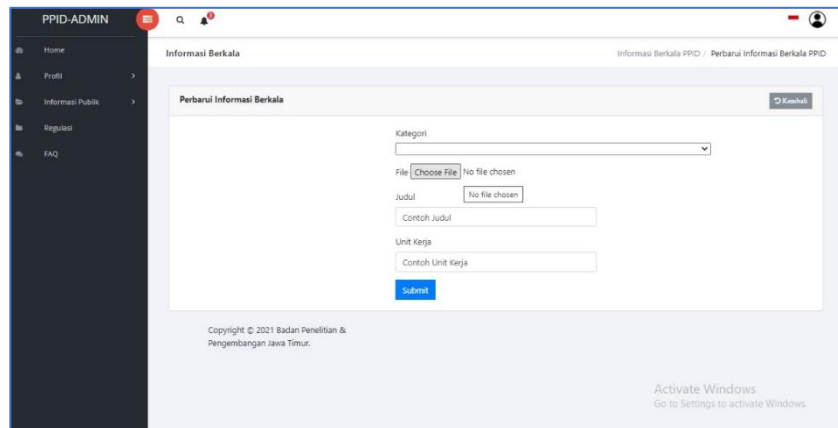 PPID-ADMIN
Home
Profil
Informasi Publik
Regulasi
FAQ
Informasi Berkala
Informasi Berkala PPID / Perbarui Informasi Berkala PPID
Perbarui Informasi Berkala
Kembali
Kategori
File Choose File No file chosen
No file chosen
Judul
Contoh Judul
Unit Kerja
Contoh Unit Kerja
Submit
Copyright © 2021 Badan Penelitian &
Pengembangan Jawa Timur.
Activate Windows
Go to Settings to activate Windows.